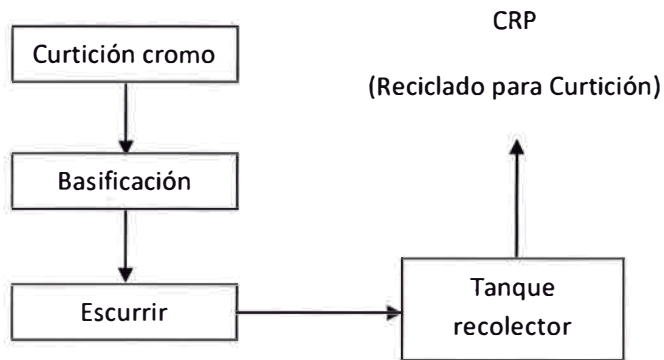 CRP
Curtición cromo
(Reciclado para Curtición)
Basificación
Escurrir
Tanque
recolector